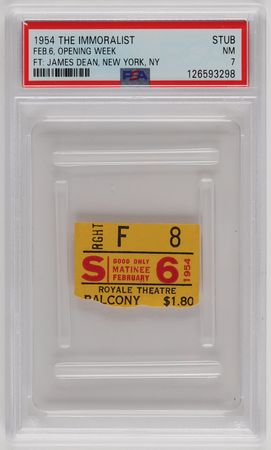 1954 THE IMMORALIST STUB
FEB.6, OPENING WEEK NM
FT: JAMES DEAN, NEW YORK, NY 7
PSA 126593298
RGHT F 8
S GOOD ONLY 6 1954
MATINEE
FEBRUARY
ROYALE THEATRE
BALCONY $1.80